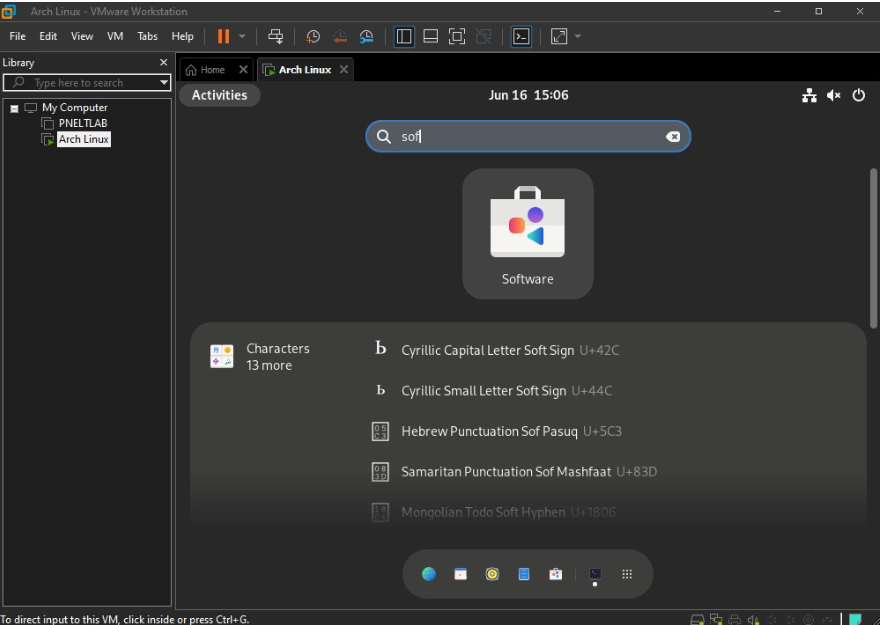 Arch Linux - VMware Workstation
File Edit View VM Tabs Help
Library
Type here to search
My Computer
PNELTLAB
Arch Linux
Home
Arch Linux
Activities
Jun 16 15:06
sof
Software
Characters
13 more
Ь Cyrillic Capital Letter Soft Sign U+42C
ь Cyrillic Small Letter Soft Sign U+44C
05C3 Hebrew Punctuation Sof Pasuq U+5C3
083D Samaritan Punctuation Sof Mashfaat U+83D
1806 Mongolian Todo Soft Hyphen U+1806
To direct input to this VM, click inside or press Ctrl+G.